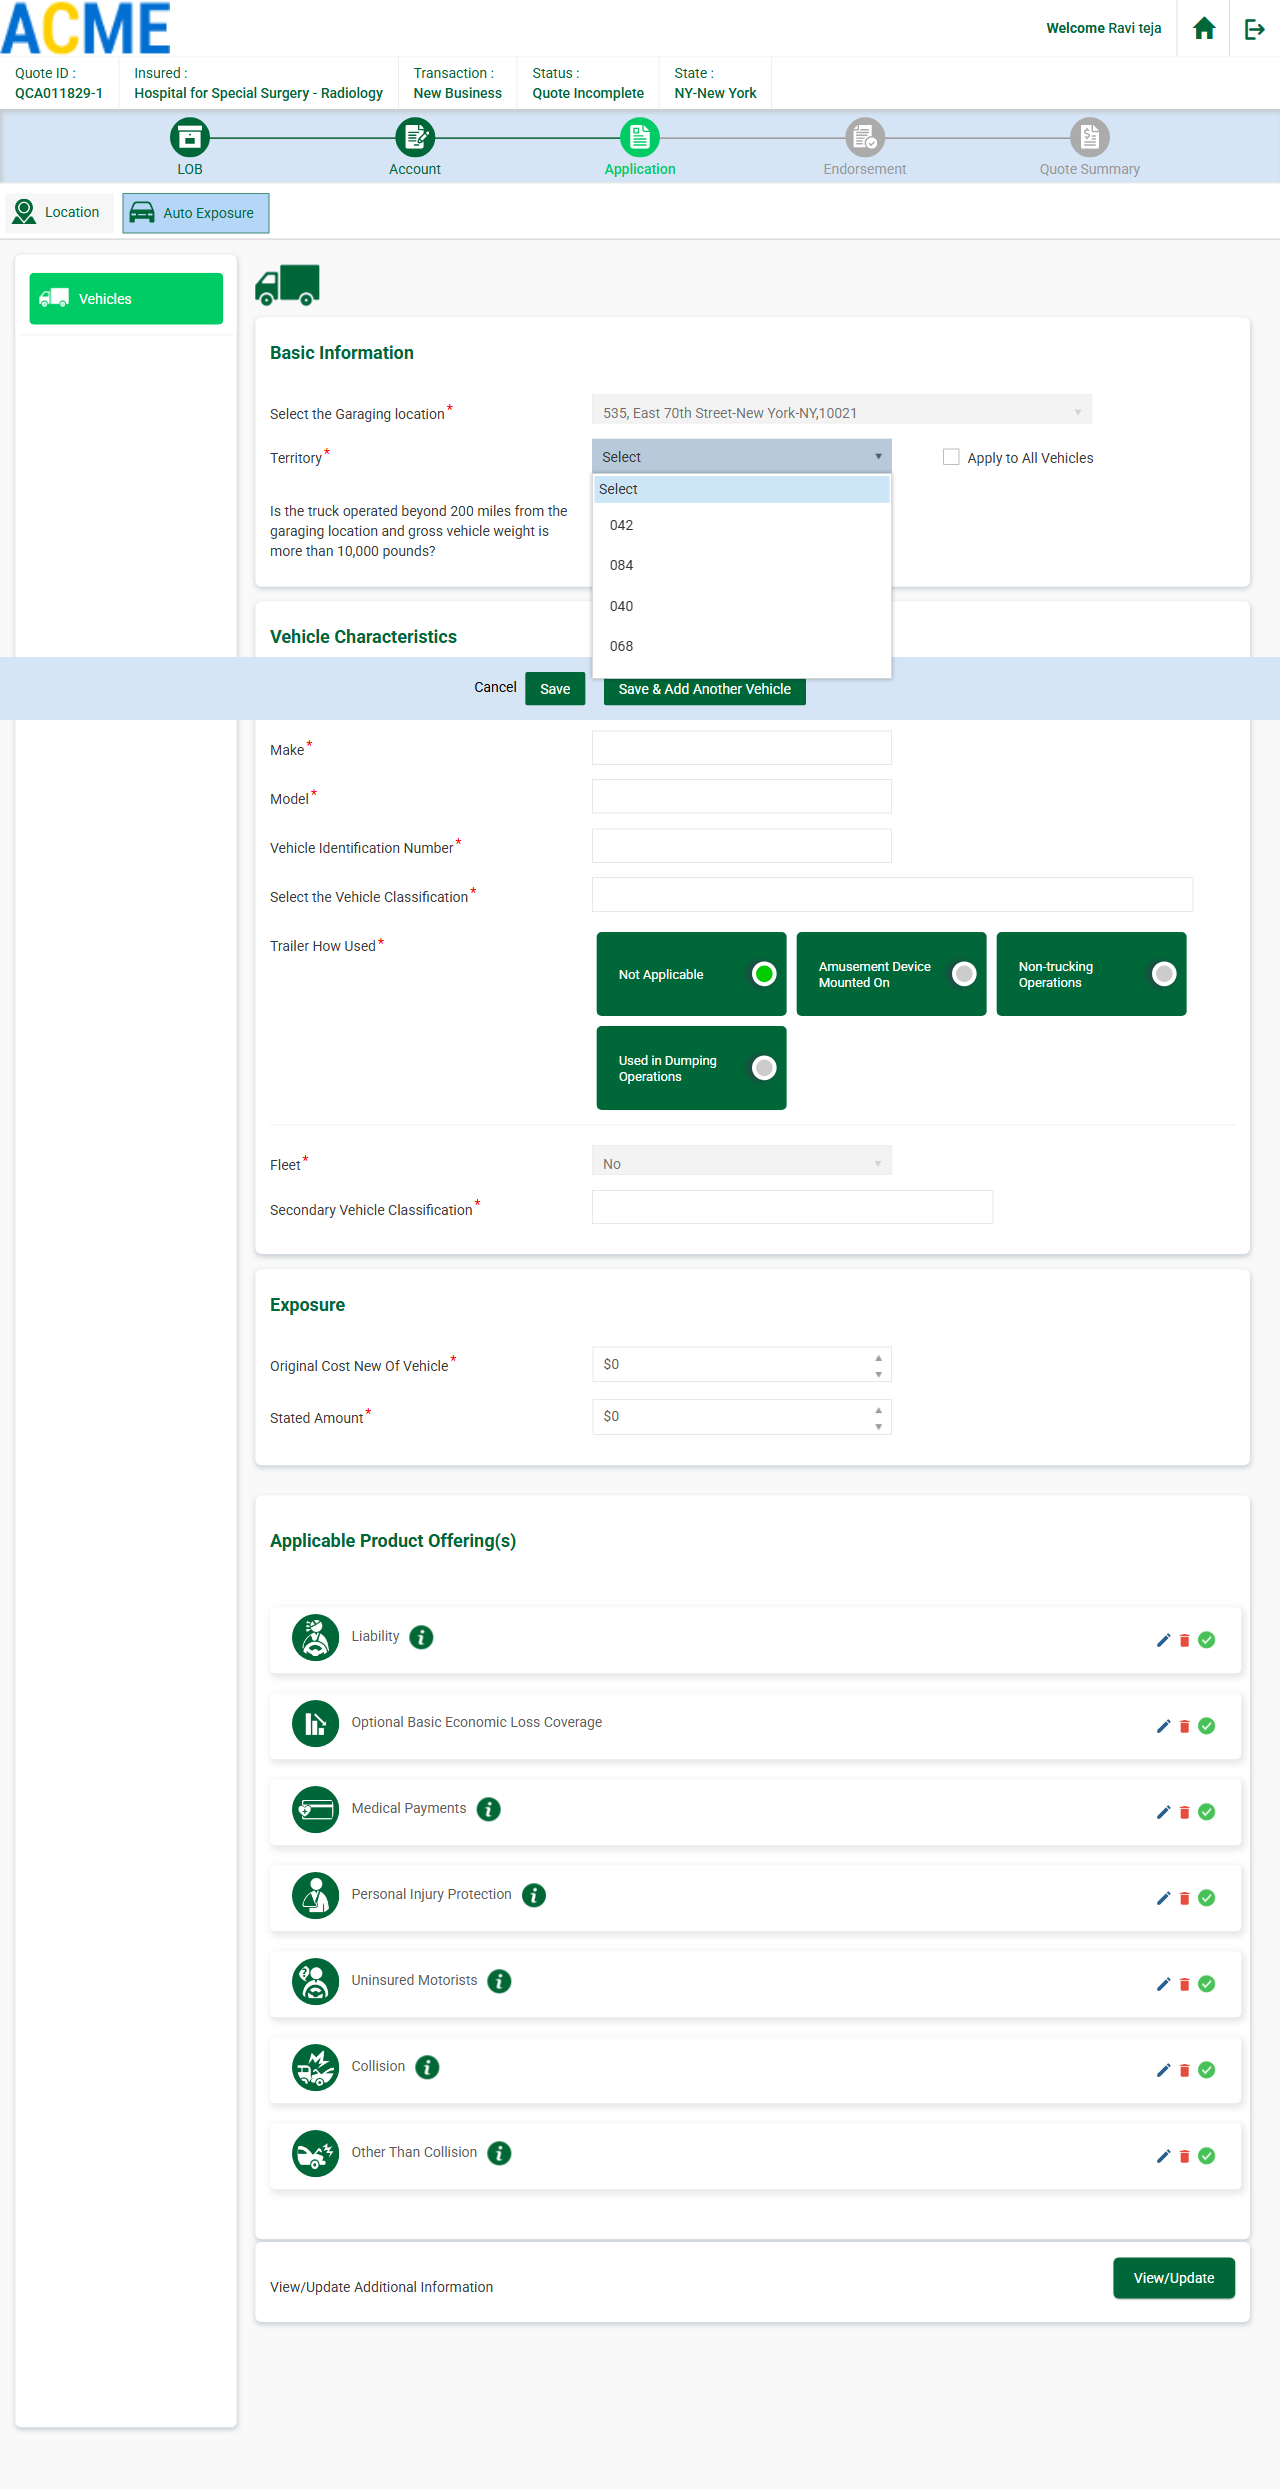 ACME
Welcome Ravi teja
Quote ID :
QCA011829-1
Insured :
Hospital for Special Surgery - Radiology
Transaction :
New Business
Status :
Quote Incomplete
State :
NY-New York
LOB
Account
Application
Endorsement
Quote Summary
Location
Auto Exposure
Vehicles
Basic Information
Select the Garaging location*
535, East 70th Street-New York-NY,10021
Territory*
Select
Apply to All Vehicles
Select
042
084
040
068
Is the truck operated beyond 200 miles from the
garaging location and gross vehicle weight is
more than 10,000 pounds?
Vehicle Characteristics
Cancel
Save
Save & Add Another Vehicle
Make*
Model*
Vehicle Identification Number*
Select the Vehicle Classification*
Trailer How Used*
Not Applicable
Amusement Device
Mounted On
Non-trucking
Operations
Used in Dumping
Operations
Fleet*
No
Secondary Vehicle Classification*
Exposure
Original Cost New Of Vehicle*
$0
Stated Amount*
$0
Applicable Product Offering(s)
Liability
Optional Basic Economic Loss Coverage
Medical Payments
Personal Injury Protection
Uninsured Motorists
Collision
Other Than Collision
View/Update Additional Information
View/Update